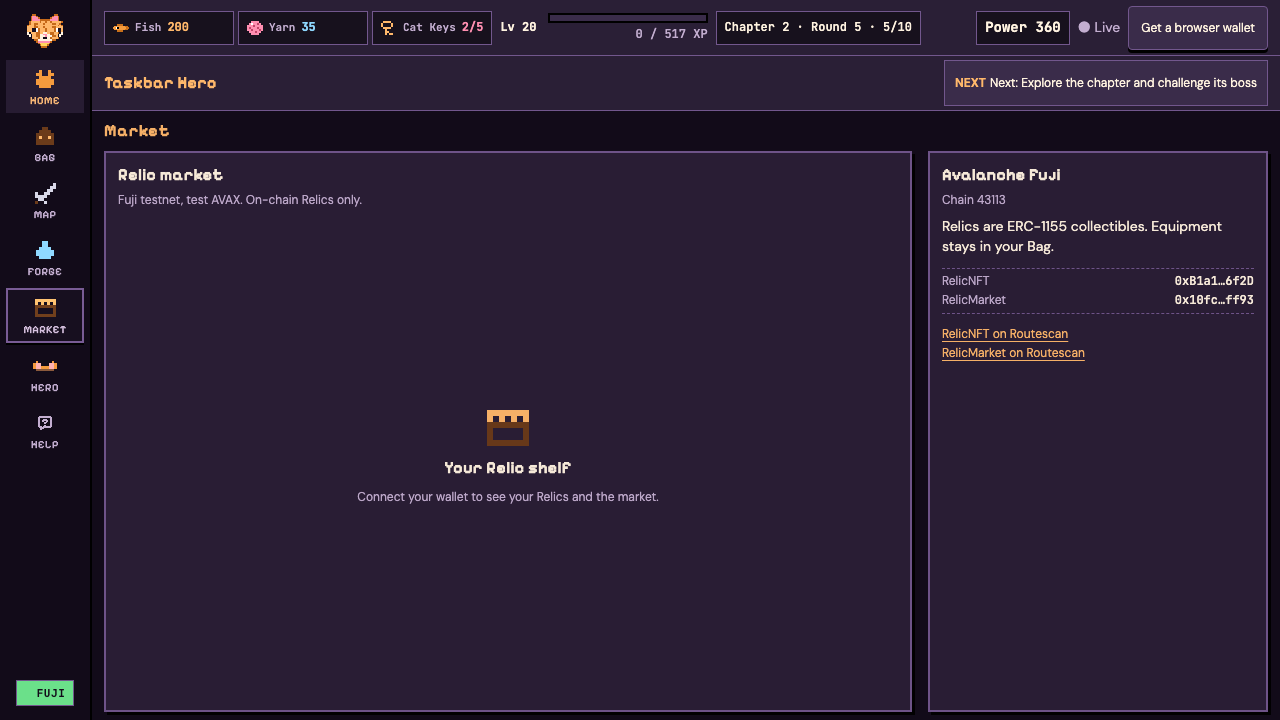 Fish 200
Yarn 35
Cat Keys 2/5
Lv 20
0 / 517 XP
Chapter 2 · Round 5 · 5/10
Power 360
Live
Get a browser wallet
HOME
BAG
MAP
FORGE
MARKET
HERO
HELP
FUJI
Taskbar Hero
NEXT Next: Explore the chapter and challenge its boss
Market
Relic market
Fuji testnet, test AVAX. On-chain Relics only.
Your Relic shelf
Connect your wallet to see your Relics and the market.
Avalanche Fuji
Chain 43113
Relics are ERC-1155 collectibles. Equipment
stays in your Bag.
RelicNFT 0xB1a1…6f2D
RelicMarket 0x10fc…ff93
RelicNFT on Routescan
RelicMarket on Routescan